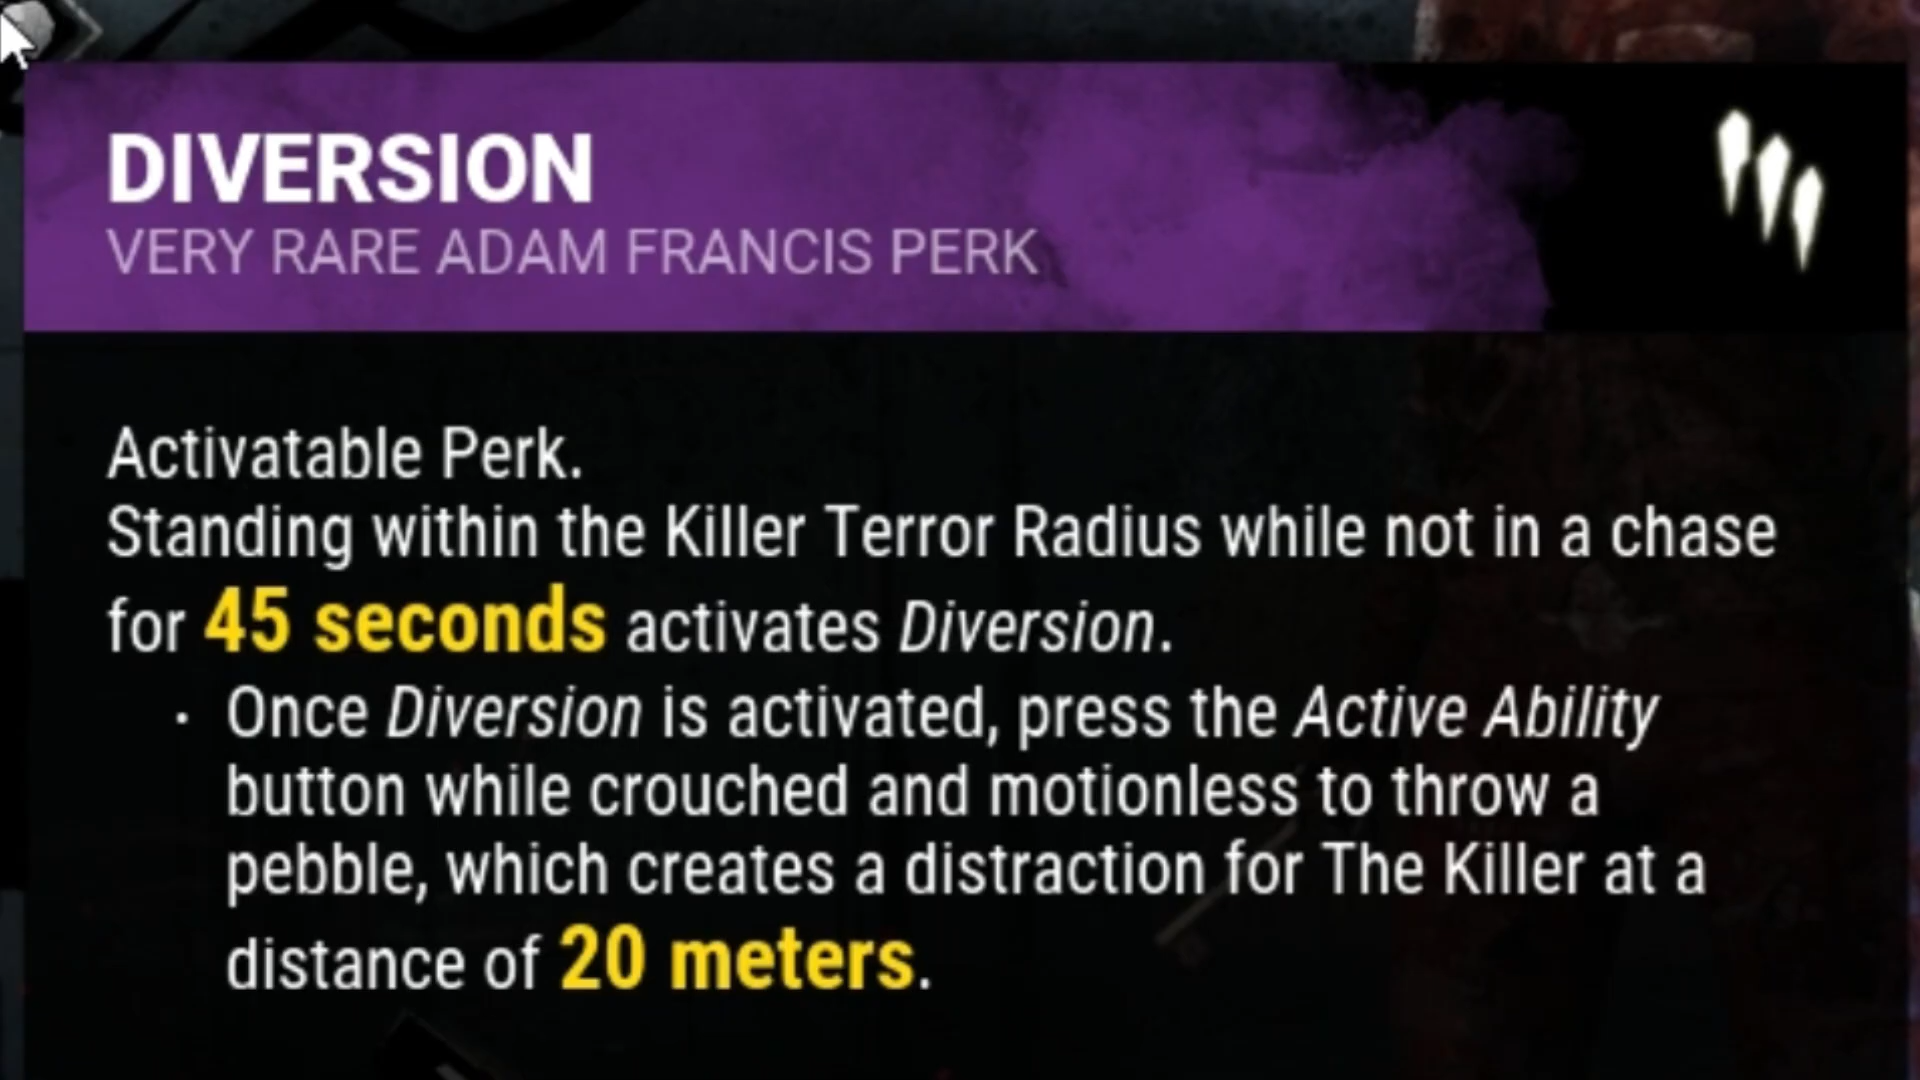 DIVERSION
VERY RARE ADAM FRANCIS PERK
Activatable Perk.
Standing within the Killer Terror Radius while not in a chase
for 45 seconds activates Diversion.
· Once Diversion is activated, press the Active Ability
button while crouched and motionless to throw a
pebble, which creates a distraction for The Killer at a
distance of 20 meters.